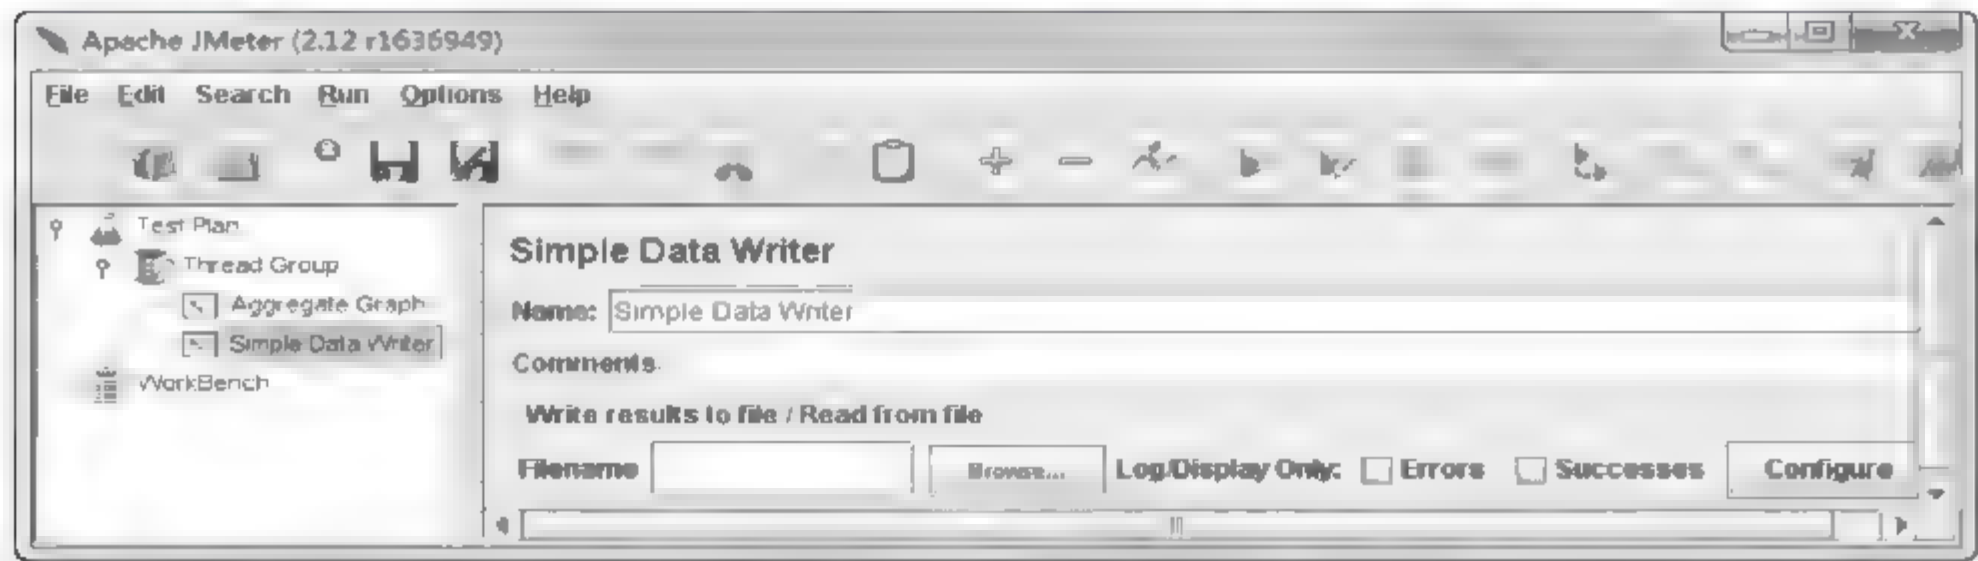 Apache JMeter (2.12 r1636949)
File Edit Search Run Options Help
Test Plan
Thread Group
Aggregate Graph
Simple Data Writer
WorkBench
Simple Data Writer
Name: Simple Data Writer
Comments
Write results to file / Read from file
Filename Browse... Log/Display Only: Errors Successes Configure